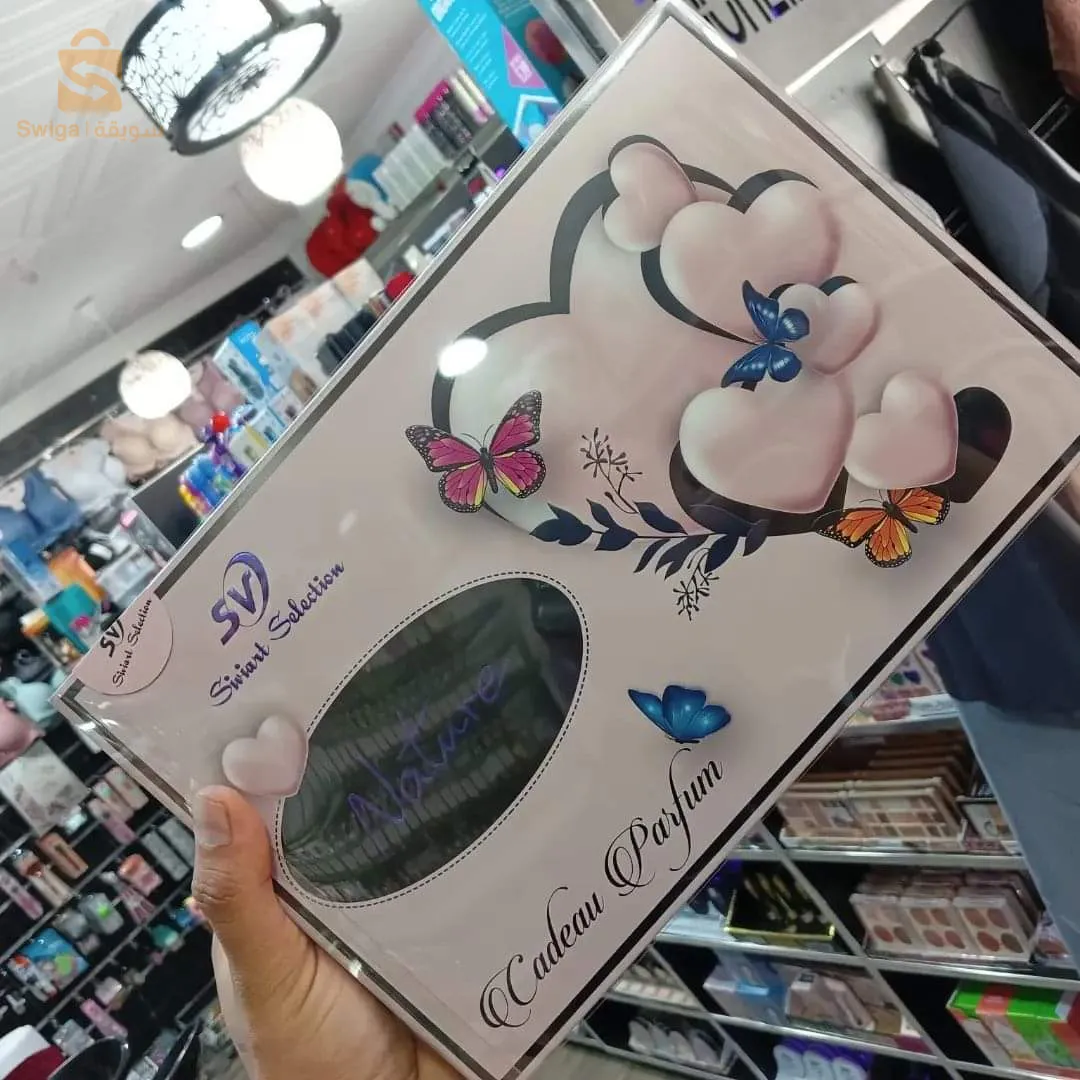 Swiga | سويقة
SV
Siviart Selection
SV
Siviart Selection
Nature
Cadeau Parfum